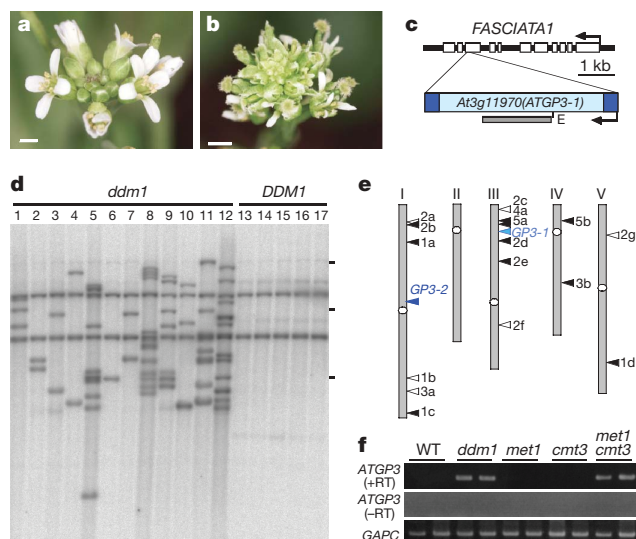 a
b
c
FASCIATA1
1 kb
At3g11970(ATGP3-1)
E
d
ddm1 DDM1
1 2 3 4 5 6 7 8 9 10 11 12 13 14 15 16 17
e
I II III IV V
2a
2b
1a
GP3-2
1b
3a
1c
2c
4a
5a
GP3-1
2d
2e
2f
5b
3b
2g
1d
f
WT ddm1 met1 cmt3 met1 cmt3
ATGP3 (+RT)
ATGP3 (–RT)
GAPC